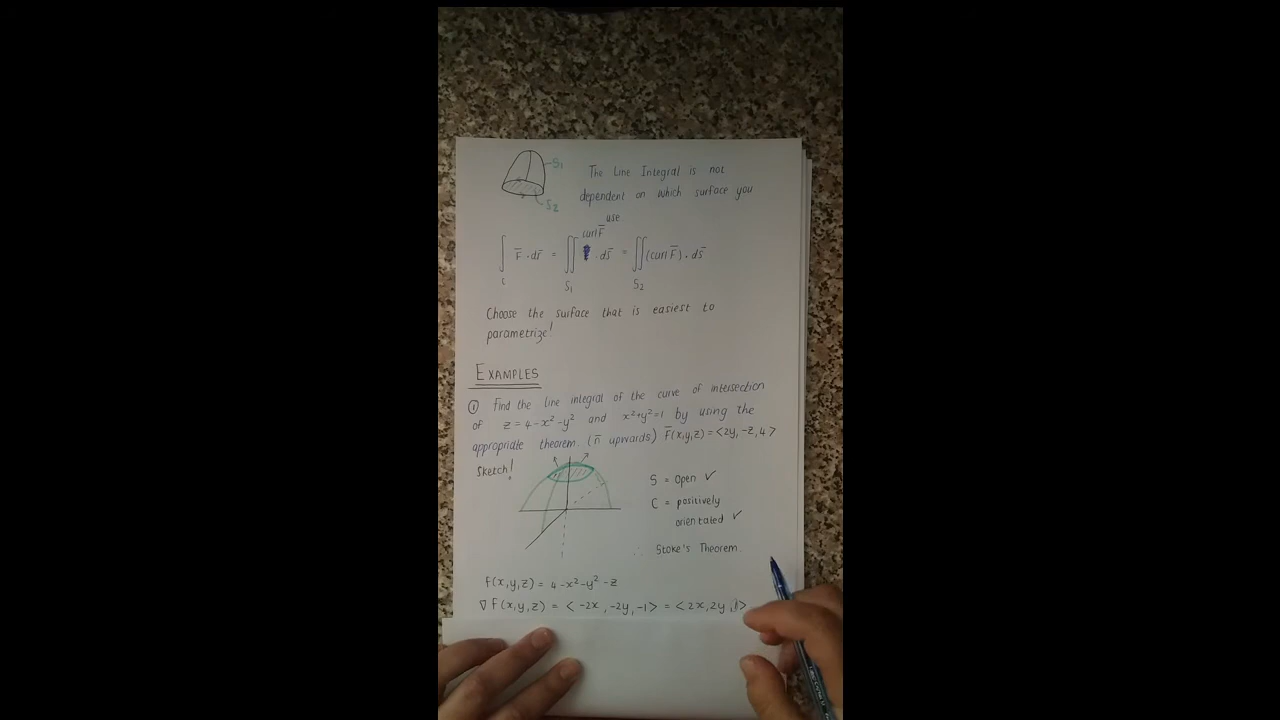 S1
The Line Integral is not
dependent on which surface you
use.
S2
∫ F̅ · dr̅ = ∬ curl F̅ · ds̅ = ∬ (curl F̅) · ds̅
c S1 S2
Choose the surface that is easiest to
parametrize!
EXAMPLES
① Find the line integral of the curve of intersection
of z = 4 - x² - y² and x²+y²=1 by using the
appropriate theorem. (n̅ upwards) F̅(x,y,z) = <2y, -z, 4>
Sketch!
S = Open ✓
C = positively
orientated ✓
∴ Stoke's Theorem.
f(x,y,z) = 4 - x² - y² - z
∇ f(x,y,z) = < -2x, -2y, -1> = < 2x, 2y, 1>